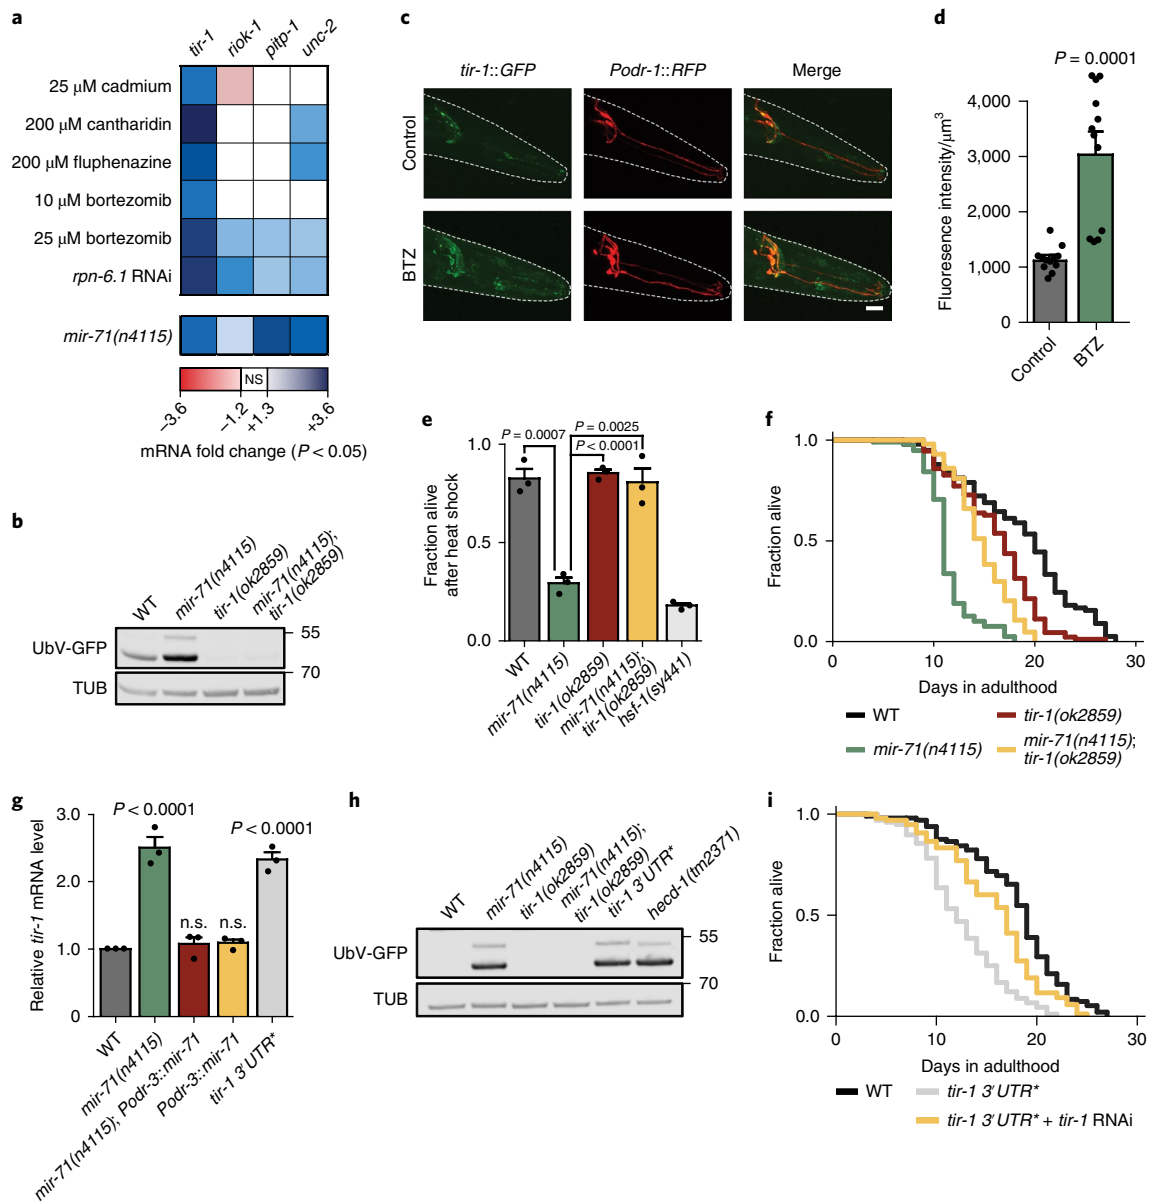 a
tir-1 riok-1 pitp-1 unc-2
25 μM cadmium
200 μM cantharidin
200 μM fluphenazine
10 μM bortezomib
25 μM bortezomib
rpn-6.1 RNAi
mir-71(n4115)
NS
−3.6 −1.2 +1.3 +3.6
mRNA fold change (P < 0.05)
b
WT
mir-71(n4115)
tir-1(ok2859)
mir-71(n4115);
tir-1(ok2859)
UbV-GFP
55
70
TUB
c
tir-1::GFP Podr-1::RFP Merge
Control
BTZ
d
P = 0.0001
Fluorescence intensity/μm³
4,000
3,000
2,000
1,000
0
Control
BTZ
e
P = 0.0007
P = 0.0025
P < 0.0001
Fraction alive
after heat shock
1.0
0.5
0.0
WT
mir-71(n4115)
tir-1(ok2859)
mir-71(n4115);
tir-1(ok2859)
hsf-1(sy441)
f
Fraction alive
1.0
0.5
0.0
0 10 20 30
Days in adulthood
WT
tir-1(ok2859)
mir-71(n4115)
mir-71(n4115);
tir-1(ok2859)
g
P < 0.0001
P < 0.0001
n.s. n.s.
Relative tir-1 mRNA level
3.0
2.0
1.0
0
WT
mir-71(n4115)
mir-71(n4115); Podr-3::mir-71
Podr-3::mir-71
tir-1 3′ UTR*
h
WT
mir-71(n4115)
tir-1(ok2859)
mir-71(n4115);
tir-1(ok2859)
tir-1 3′ UTR*
hecd-1(tm2371)
UbV-GFP
55
70
TUB
i
Fraction alive
1.0
0.5
0.0
0 10 20 30
Days in adulthood
WT
tir-1 3′ UTR*
tir-1 3′ UTR* + tir-1 RNAi